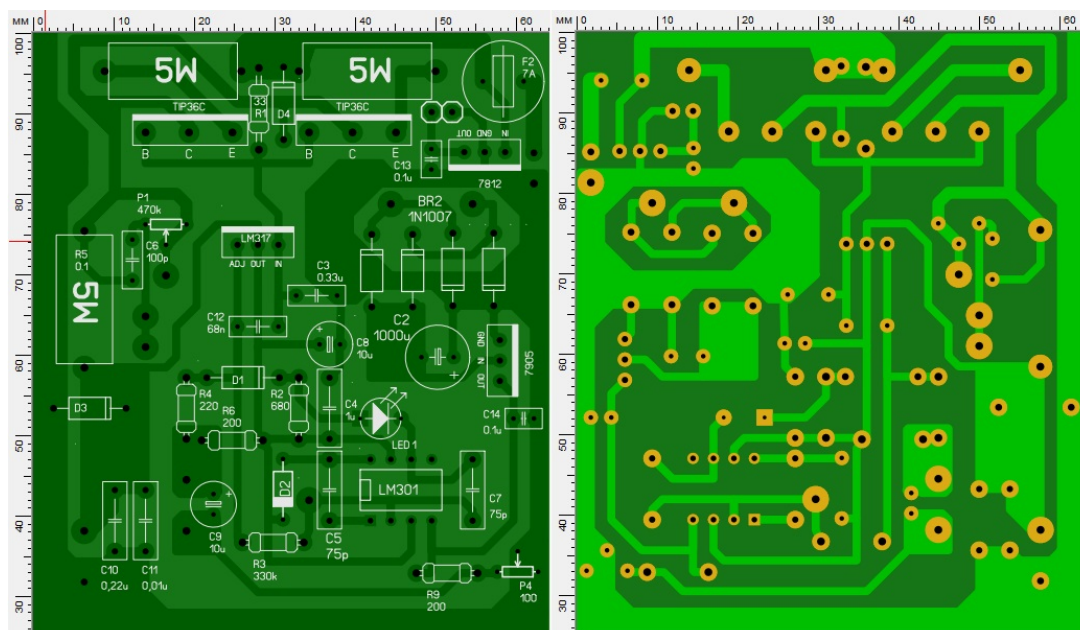 мм 0 10 20 30 40 50 60
мм 0 10 20 30 40 50 60
100
90
80
70
60
50
40
30
100
90
80
70
60
50
40
30
5W
5W
F2
7A
TIP36C
33
R1
D4
TIP36C
B C E
B C E
OUT GND IN
C13
0.1u
7812
P1
470k
BR2
1N1007
C6
100p
LM317
ADJ OUT IN
R5
0.1
5W
C3
0.33u
C12
68n
C2
1000u
C8
10u
GND
IN
OUT
7905
D1
R4
220
R2
680
R6
200
D3
C4
1u
LED 1
C14
0.1u
D2
LM301
C7
75p
C9
10u
C5
75p
R3
330k
C10
0,22u
C11
0,01u
R9
200
P4
100